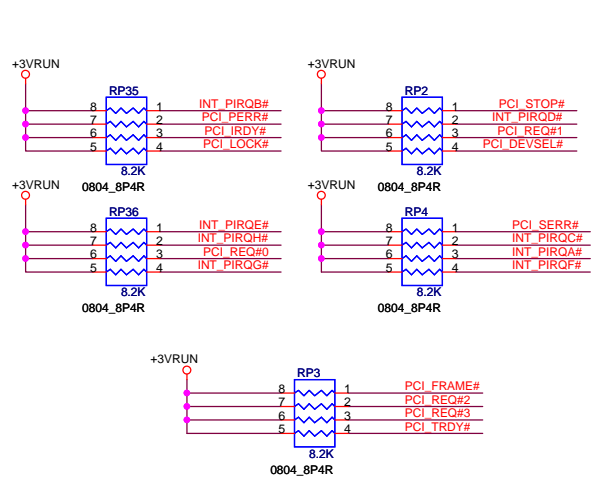 +3VRUN
RP35
8 1 INT_PIRQB#
7 2 PCI_PERR#
6 3 PCI_IRDY#
5 4 PCI_LOCK#
8.2K
0804_8P4R
+3VRUN
RP2
8 1 PCI_STOP#
7 2 INT_PIRQD#
6 3 PCI_REQ#1
5 4 PCI_DEVSEL#
8.2K
0804_8P4R
+3VRUN
RP36
8 1 INT_PIRQE#
7 2 INT_PIRQH#
6 3 PCI_REQ#0
5 4 INT_PIRQG#
8.2K
0804_8P4R
+3VRUN
RP4
8 1 PCI_SERR#
7 2 INT_PIRQC#
6 3 INT_PIRQA#
5 4 INT_PIRQF#
8.2K
0804_8P4R
+3VRUN
RP3
8 1 PCI_FRAME#
7 2 PCI_REQ#2
6 3 PCI_REQ#3
5 4 PCI_TRDY#
8.2K
0804_8P4R